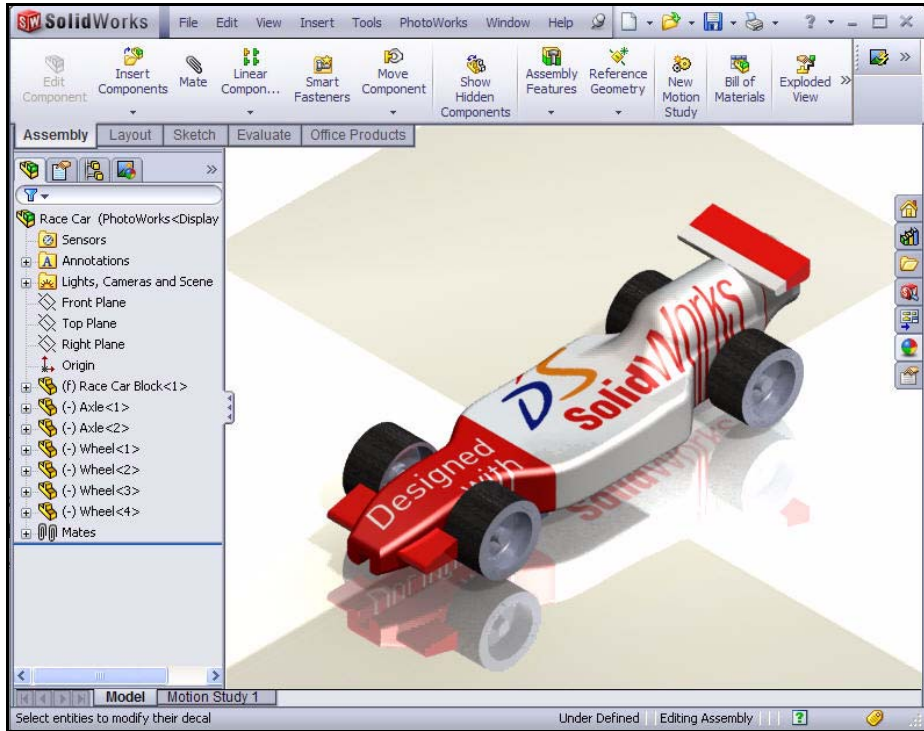 SolidWorks File Edit View Insert Tools PhotoWorks Window Help ?
Edit Component
Insert Components
Mate
Linear Compon...
Smart Fasteners
Move Component
Show Hidden Components
Assembly Features
Reference Geometry
New Motion Study
Bill of Materials
Exploded View
Assembly Layout Sketch Evaluate Office Products
Race Car (PhotoWorks<Display
Sensors
Annotations
Lights, Cameras and Scene
Front Plane
Top Plane
Right Plane
Origin
(f) Race Car Block<1>
(-) Axle<1>
(-) Axle<2>
(-) Wheel<1>
(-) Wheel<2>
(-) Wheel<3>
(-) Wheel<4>
Mates
DS
SolidWorks
Designed
with
Model Motion Study 1
Select entities to modify their decal Under Defined Editing Assembly ?